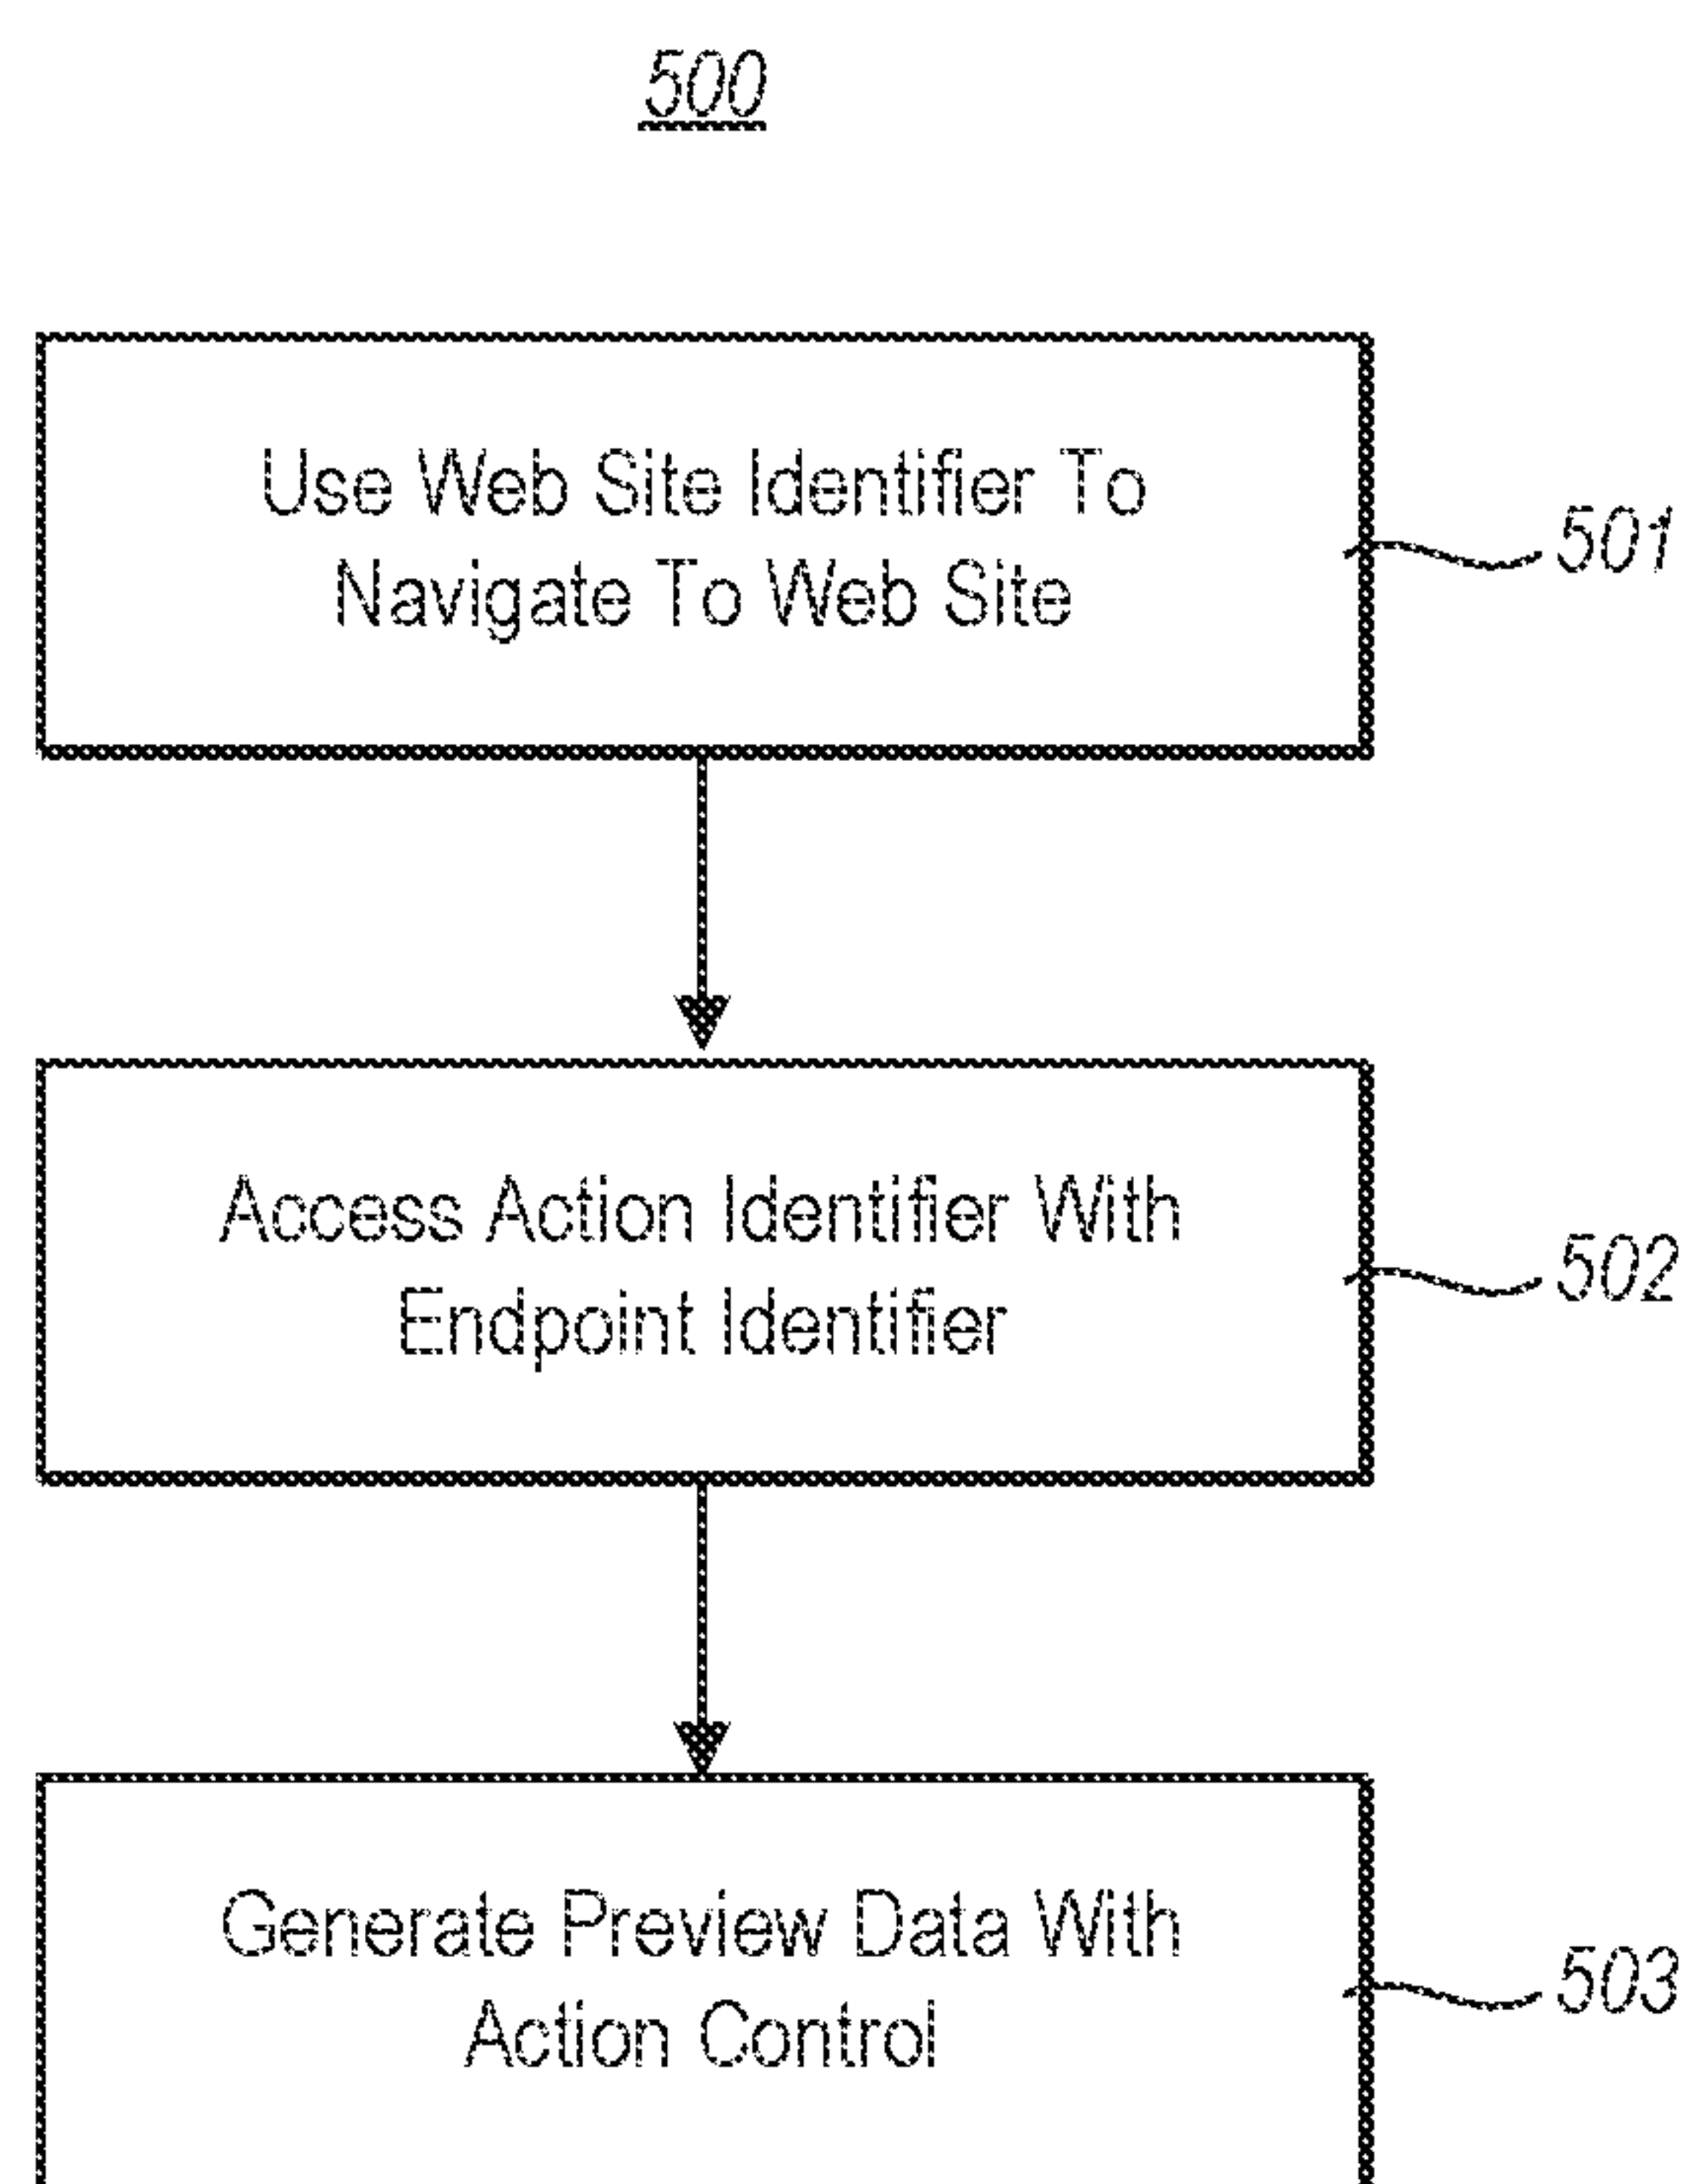 500
Use Web Site Identifier To
Navigate To Web Site
501
Access Action Identifier With
Endpoint Identifier
502
Generate Preview Data With
Action Control
503